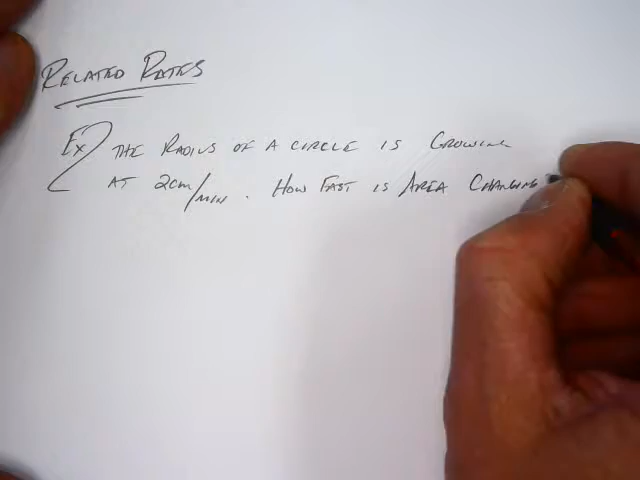 RELATED RATES
Ex) THE RADIUS OF A CIRCLE IS GROWING
AT 2cm/MIN. HOW FAST IS AREA CHANGING